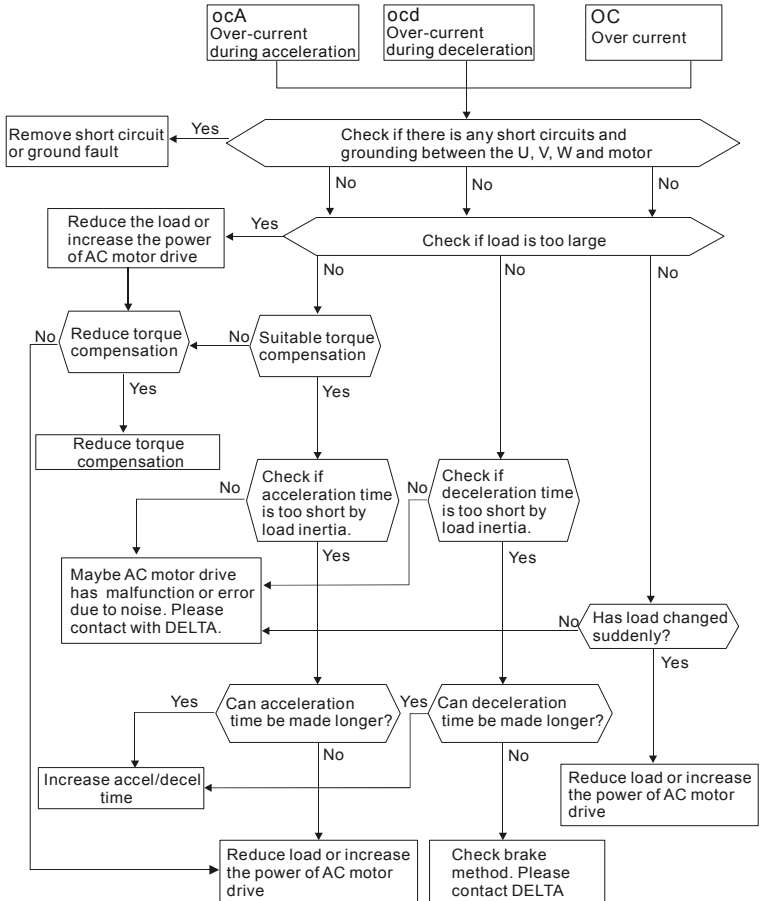 ocA
Over-current
during acceleration
ocd
Over-current
during deceleration
OC
Over current
Remove short circuit
or ground fault
Yes
Check if there is any short circuits and
grounding between the U, V, W and motor
No
No
No
Reduce the load or
increase the power
of AC motor drive
Yes
Check if load is too large
No
No
No
No
Reduce torque
compensation
No
Suitable torque
compensation
Yes
Yes
Reduce torque
compensation
No
Check if
acceleration time
is too short by
load inertia.
No
Check if
deceleration time
is too short by
load inertia.
Yes
Yes
Maybe AC motor drive
has malfunction or error
due to noise. Please
contact with DELTA.
No
Has load changed
suddenly?
Yes
Yes
Can acceleration
time be made longer?
Yes
Can deceleration
time be made longer?
No
No
Increase accel/decel
time
Reduce load or increase
the power of AC motor
drive
Reduce load or increase
the power of AC motor
drive
Check brake
method. Please
contact DELTA